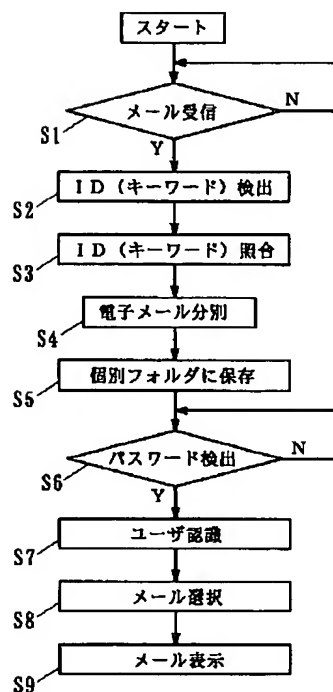 スタート
メール受信
N
S1
Y
ID(キーワード)検出
S2
ID(キーワード)照合
S3
電子メール分別
S4
個別フォルダに保存
S5
パスワード検出
N
S6
Y
ユーザ認識
S7
メール選択
S8
メール表示
S9